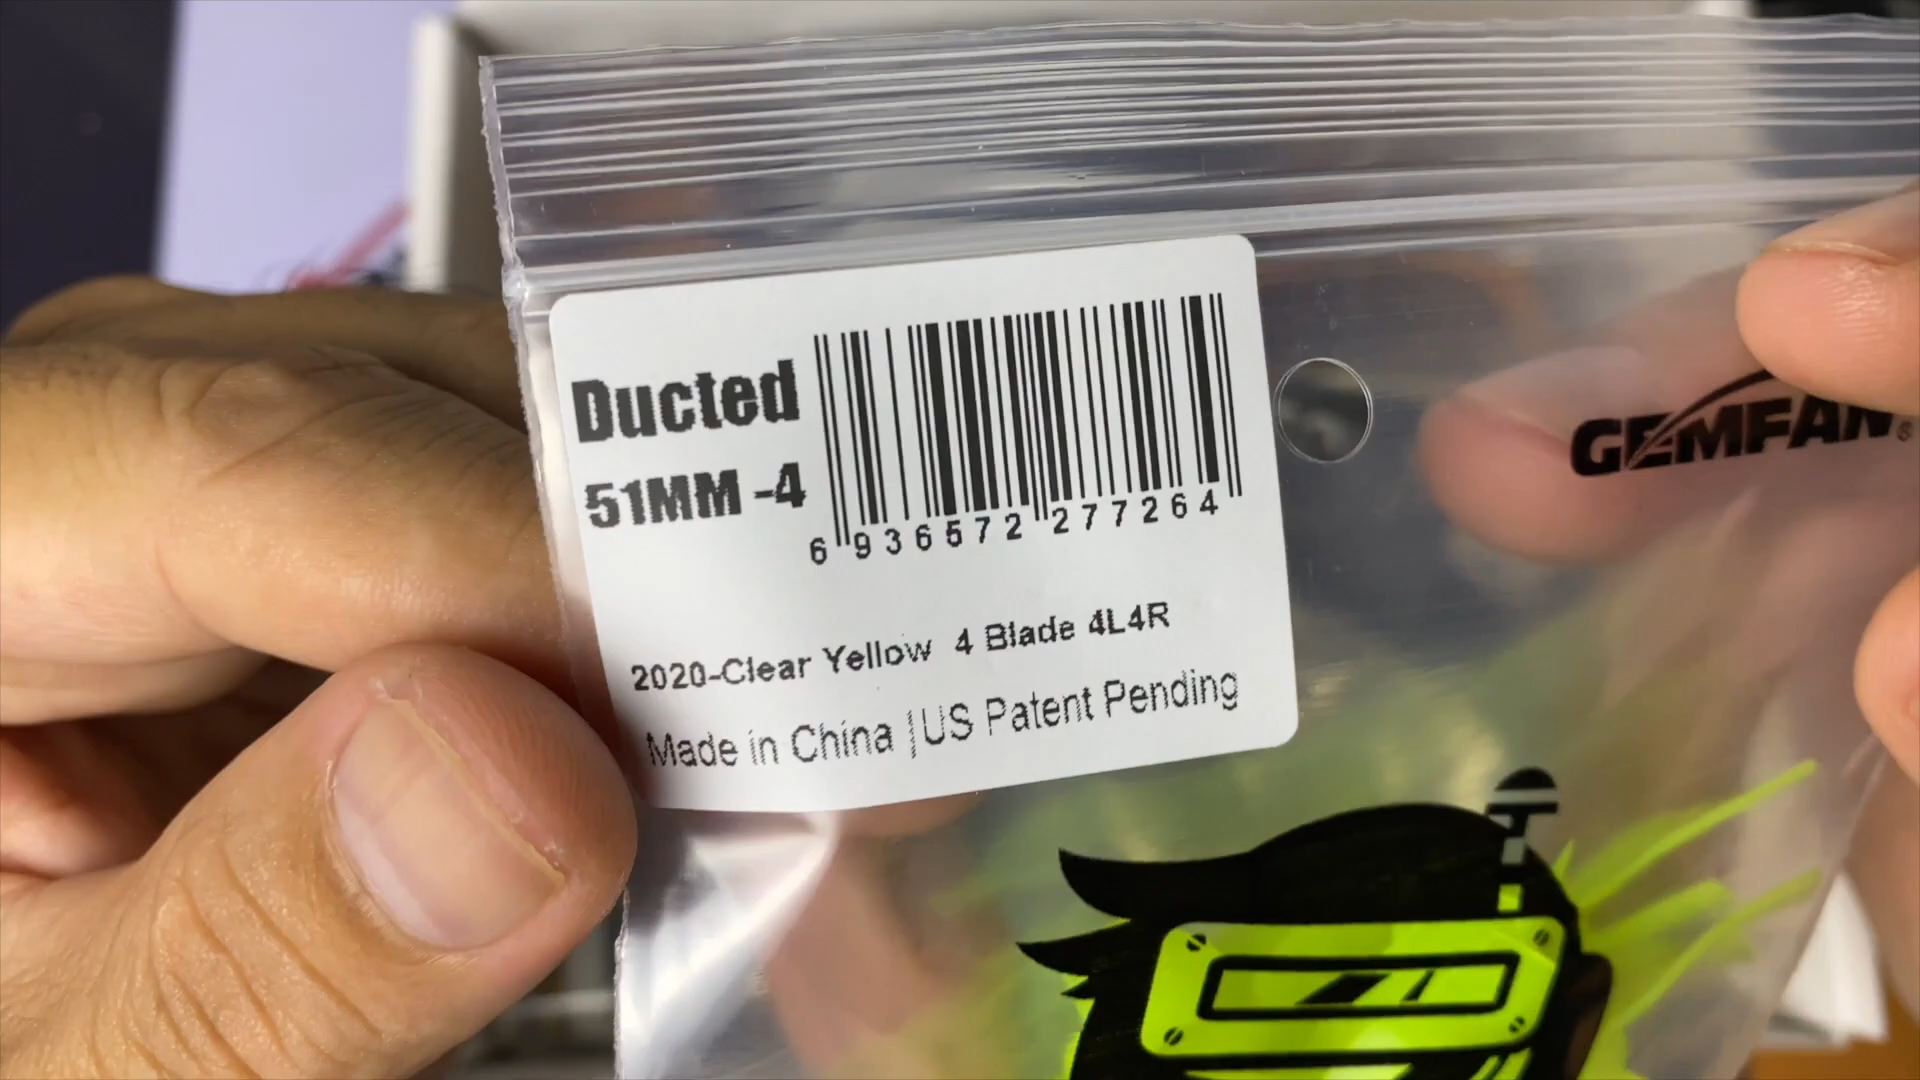 Ducted
51MM -4
6 936572 277264
2020-Clear Yellow 4 Blade 4L4R
Made in China |US Patent Pending
GEMFAN®